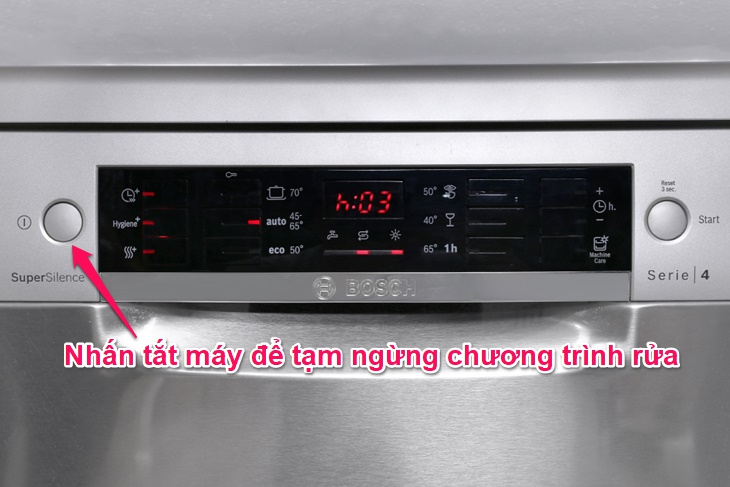 70°
h:03
50°
+
Reset
3 sec.
Hygiene+
auto
45-
65°
40°
h.
-
Start
eco
50°
65°
1h
Machine
Care
SuperSilence
BOSCH
Serie | 4
Nhấn tắt máy để tạm ngừng chương trình rửa